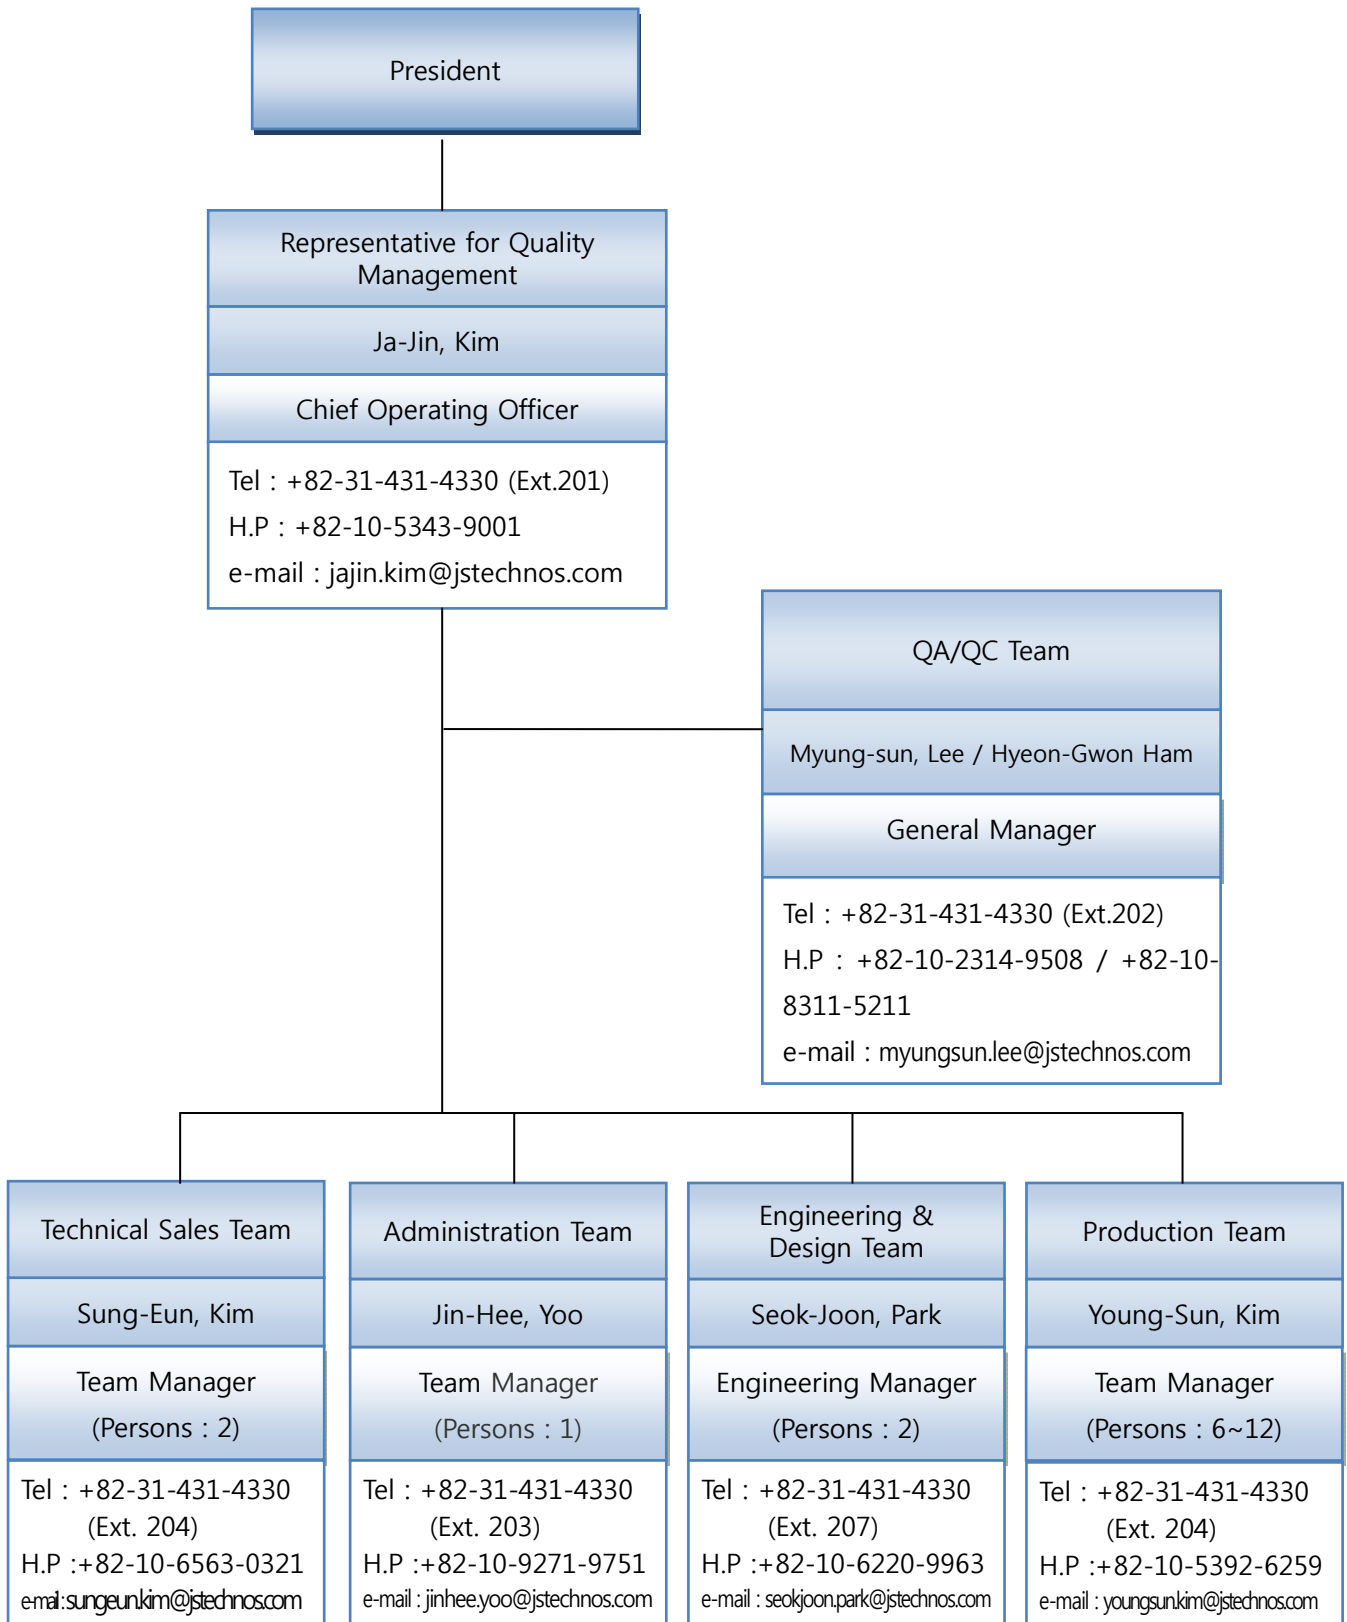 President
Representative for Quality
Management
Ja-Jin, Kim
Chief Operating Officer
Tel : +82-31-431-4330 (Ext.201)
H.P : +82-10-5343-9001
e-mail : jajin.kim@jstechnos.com
QA/QC Team
Myung-sun, Lee / Hyeon-Gwon Ham
General Manager
Tel : +82-31-431-4330 (Ext.202)
H.P : +82-10-2314-9508 / +82-10-
8311-5211
e-mail : myungsun.lee@jstechnos.com
Technical Sales Team
Sung-Eun, Kim
Team Manager
(Persons : 2)
Tel : +82-31-431-4330
(Ext. 204)
H.P :+82-10-6563-0321
e-mail : sungeun.kim@jstechnos.com
Administration Team
Jin-Hee, Yoo
Team Manager
(Persons : 1)
Tel : +82-31-431-4330
(Ext. 203)
H.P :+82-10-9271-9751
e-mail : jinhee.yoo@jstechnos.com
Engineering &
Design Team
Seok-Joon, Park
Engineering Manager
(Persons : 2)
Tel : +82-31-431-4330
(Ext. 207)
H.P :+82-10-6220-9963
e-mail : seokjoon.park@jstechnos.com
Production Team
Young-Sun, Kim
Team Manager
(Persons : 6~12)
Tel : +82-31-431-4330
(Ext. 204)
H.P :+82-10-5392-6259
e-mail : youngsun.kim@jstechnos.com